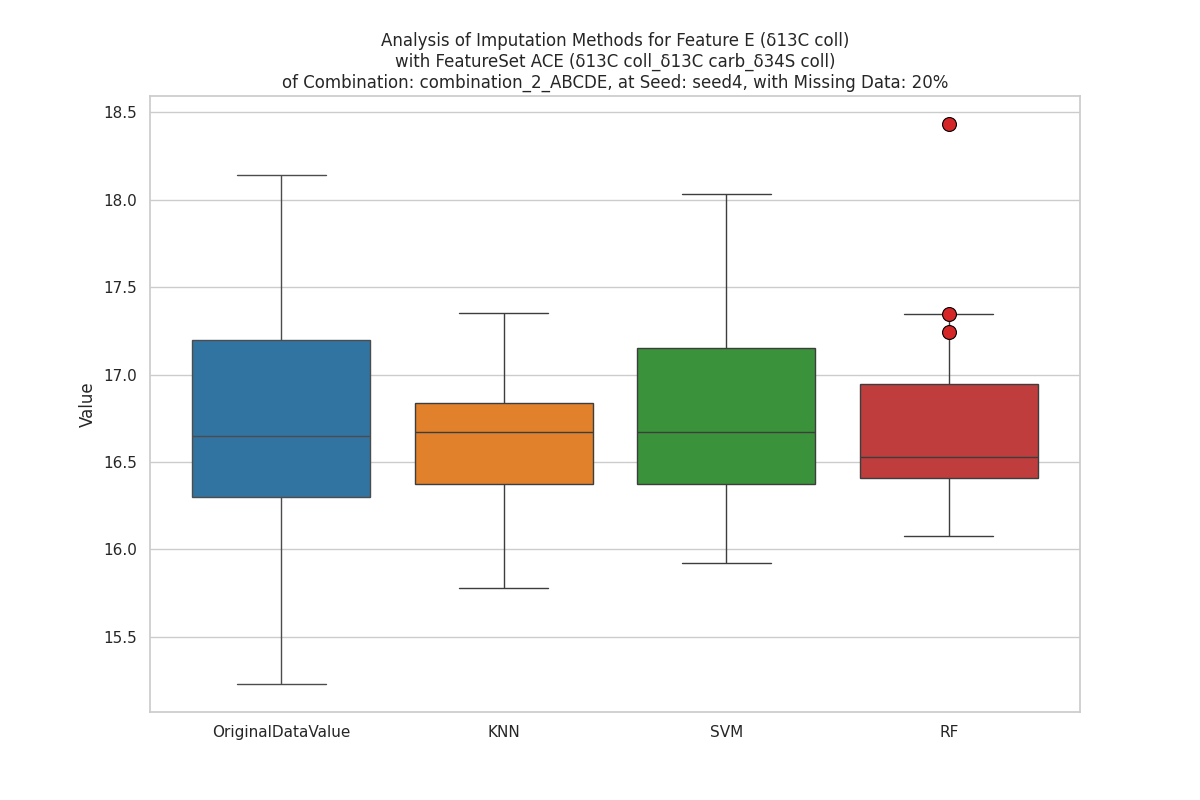 Analysis of Imputation Methods for Feature E (δ13C coll)
with FeatureSet ACE (δ13C coll_δ13C carb_δ34S coll)
of Combination: combination_2_ABCDE, at Seed: seed4, with Missing Data: 20%
18.5
18.0
17.5
17.0
16.5
16.0
15.5
Value
OriginalDataValue
KNN
SVM
RF